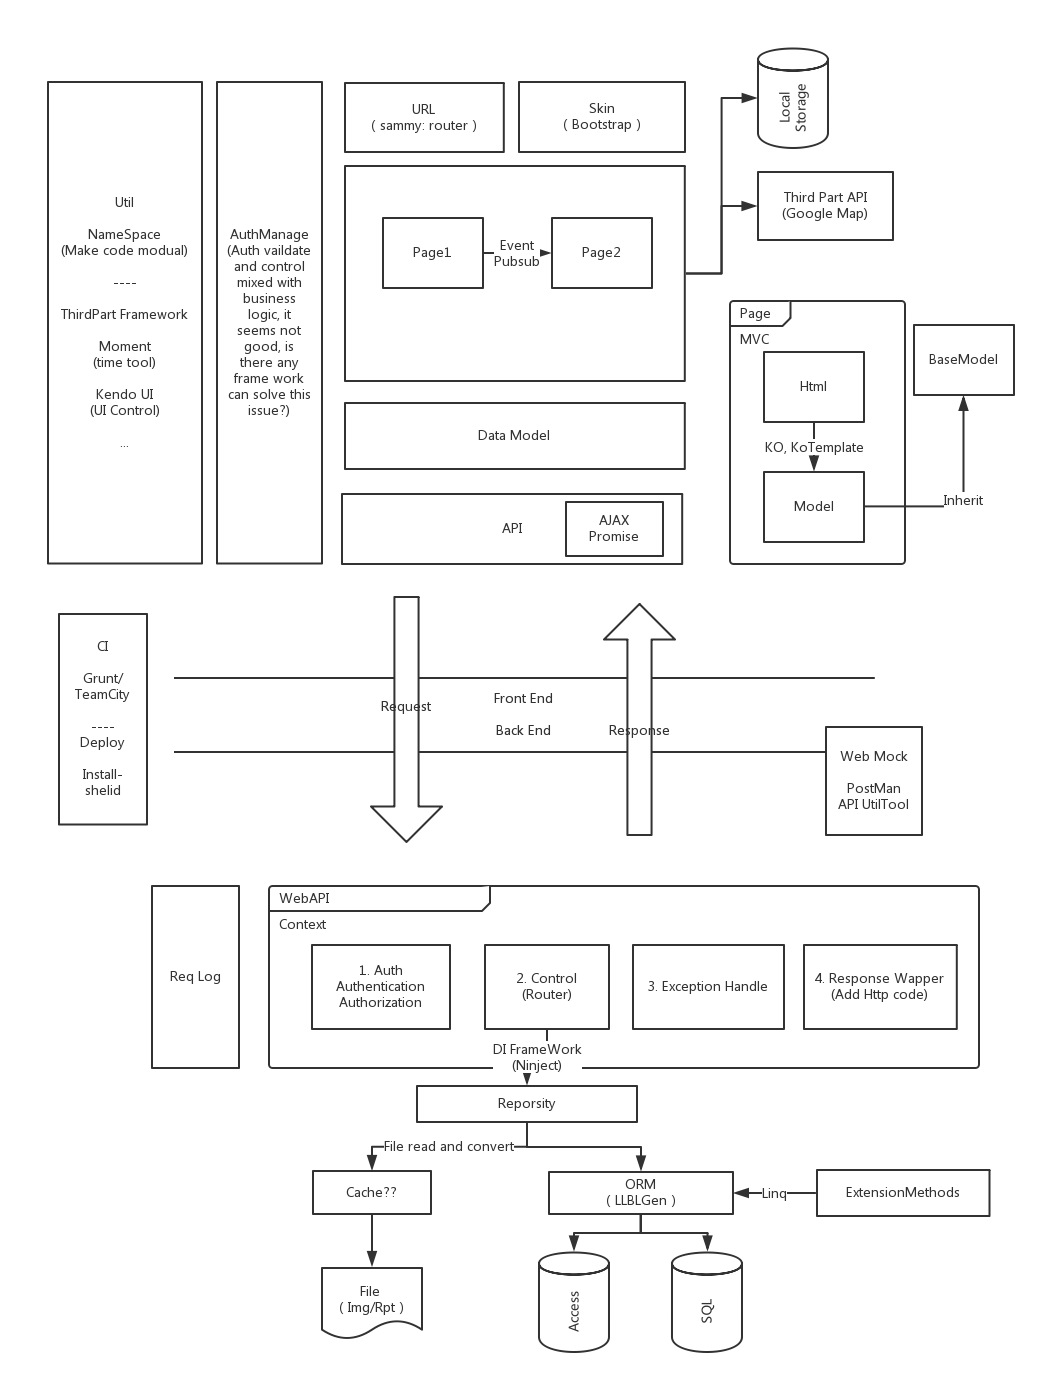 Util
NameSpace
(Make code modual)
----
ThirdPart Framework
Moment
(time tool)
Kendo UI
(UI Control)
...
AuthManage
(Auth vaildate
and control
mixed with
business
logic, it
seems not
good, is
there any
frame work
can solve this
issue?)
URL
( sammy: router )
Skin
( Bootstrap )
Page1
Event
Pubsub
Page2
Data Model
API
AJAX
Promise
Local
Storage
Third Part API
(Google Map)
Page
MVC
Html
KO, KoTemplate
Model
BaseModel
Inherit
CI
Grunt/
TeamCity
----
Deploy
Install-
shelid
Request
Front End
Back End
Response
Web Mock
PostMan
API UtilTool
Req Log
WebAPI
Context
1. Auth
Authentication
Authorization
2. Control
(Router)
3. Exception Handle
4. Response Wapper
(Add Http code)
DI FrameWork
(Ninject)
Reporsity
File read and convert
Cache??
ORM
( LLBLGen )
Linq
ExtensionMethods
File
( Img/Rpt )
Access
SQL